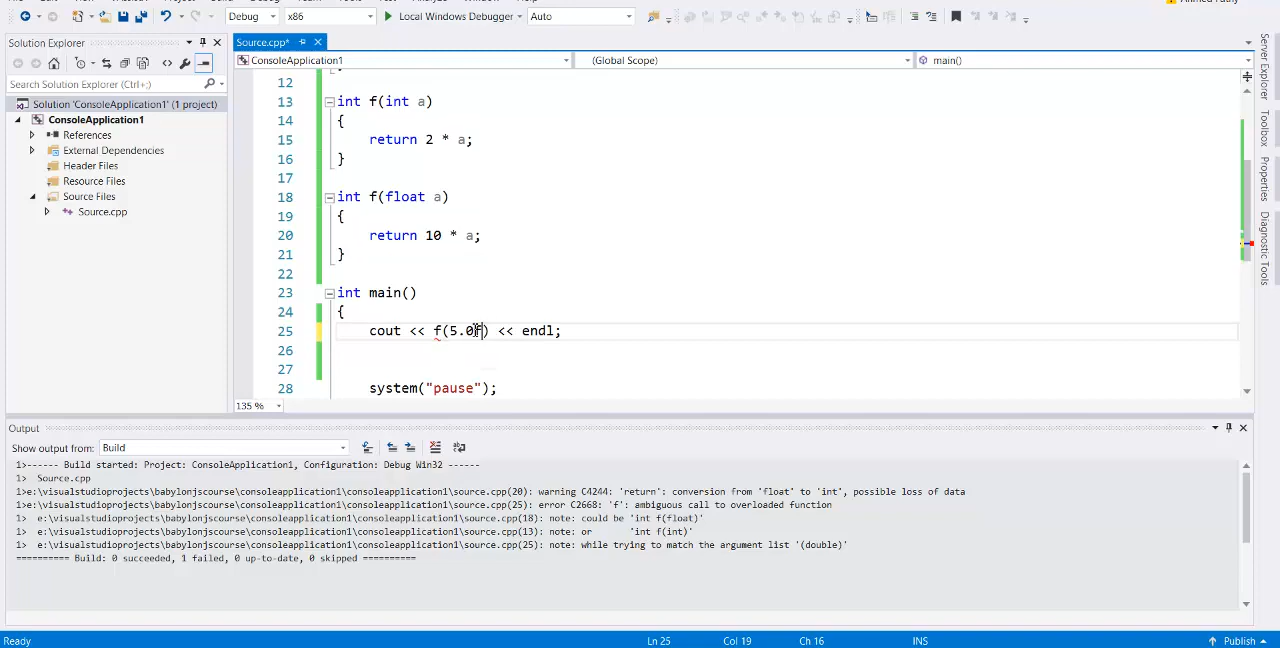 Debug
x86
Local Windows Debugger
Auto
Solution Explorer
Source.cpp*
ConsoleApplication1
(Global Scope)
main()
Search Solution Explorer (Ctrl+;)
Solution 'ConsoleApplication1' (1 project)
ConsoleApplication1
References
External Dependencies
Header Files
Resource Files
Source Files
Source.cpp
12
13 int f(int a)
14 {
15 return 2 * a;
16 }
17
18 int f(float a)
19 {
20 return 10 * a;
21 }
22
23 int main()
24 {
25 cout << f(5.0f) << endl;
26
27
28 system("pause");
135 %
Server Explorer
Toolbox
Properties
Diagnostic Tools
Output
Show output from: Build
1>------ Build started: Project: ConsoleApplication1, Configuration: Debug Win32 ------
1> Source.cpp
1>e:\visualstudioprojects\babylonjscourse\consoleapplication1\consoleapplication1\source.cpp(20): warning C4244: 'return': conversion from 'float' to 'int', possible loss of data
1>e:\visualstudioprojects\babylonjscourse\consoleapplication1\consoleapplication1\source.cpp(25): error C2668: 'f': ambiguous call to overloaded function
1> e:\visualstudioprojects\babylonjscourse\consoleapplication1\consoleapplication1\source.cpp(18): note: could be 'int f(float)'
1> e:\visualstudioprojects\babylonjscourse\consoleapplication1\consoleapplication1\source.cpp(13): note: or 'int f(int)'
1> e:\visualstudioprojects\babylonjscourse\consoleapplication1\consoleapplication1\source.cpp(25): note: while trying to match the argument list '(double)'
========== Build: 0 succeeded, 1 failed, 0 up-to-date, 0 skipped ==========
Ready
Ln 25
Col 19
Ch 16
INS
Publish